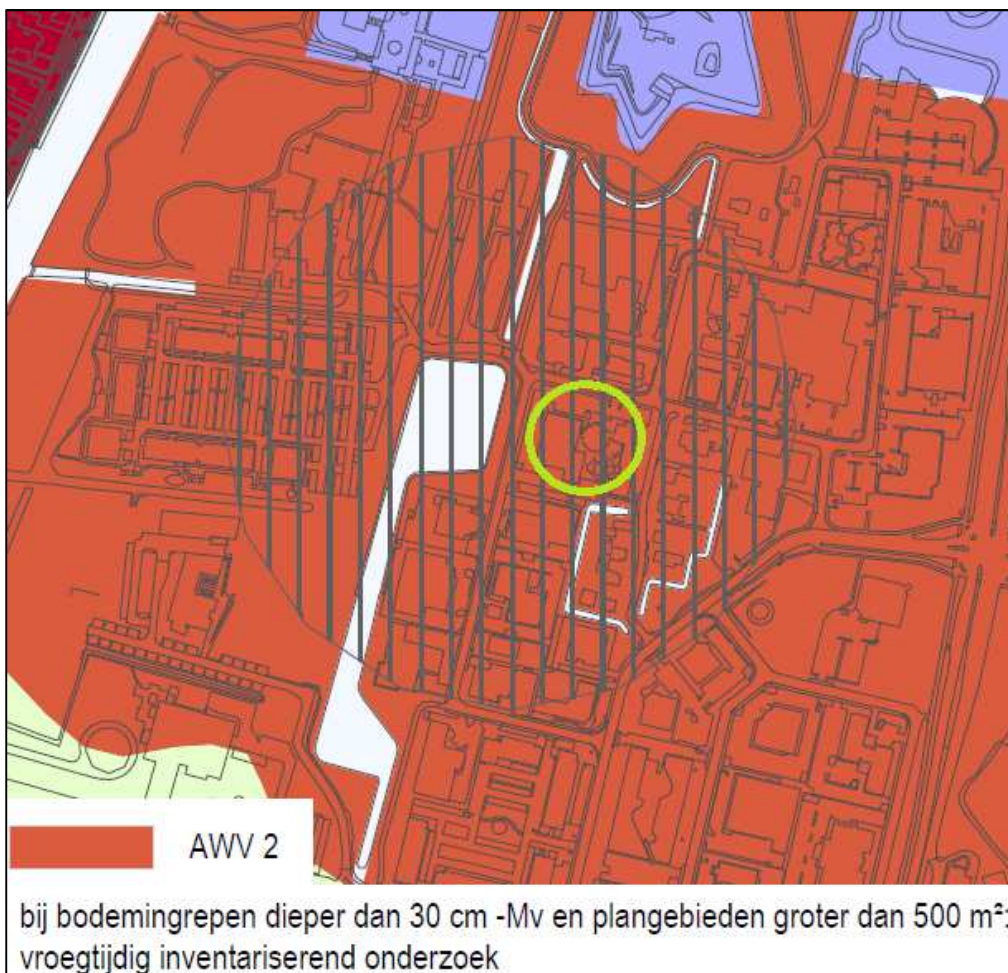 AWV 2
bij bodemingrepen dieper dan 30 cm -Mv en plangebieden groter dan 500 m²:
vroegtijdig inventariserend onderzoek